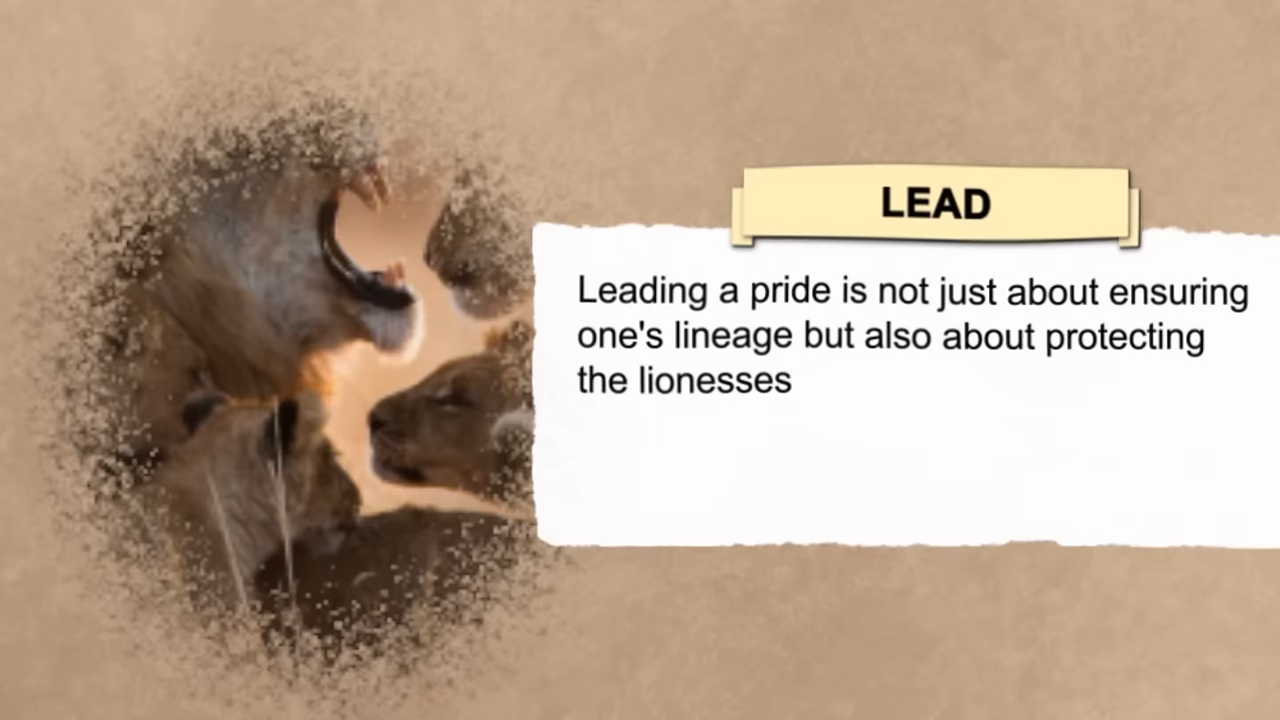 LEAD
Leading a pride is not just about ensuring
one's lineage but also about protecting
the lionesses